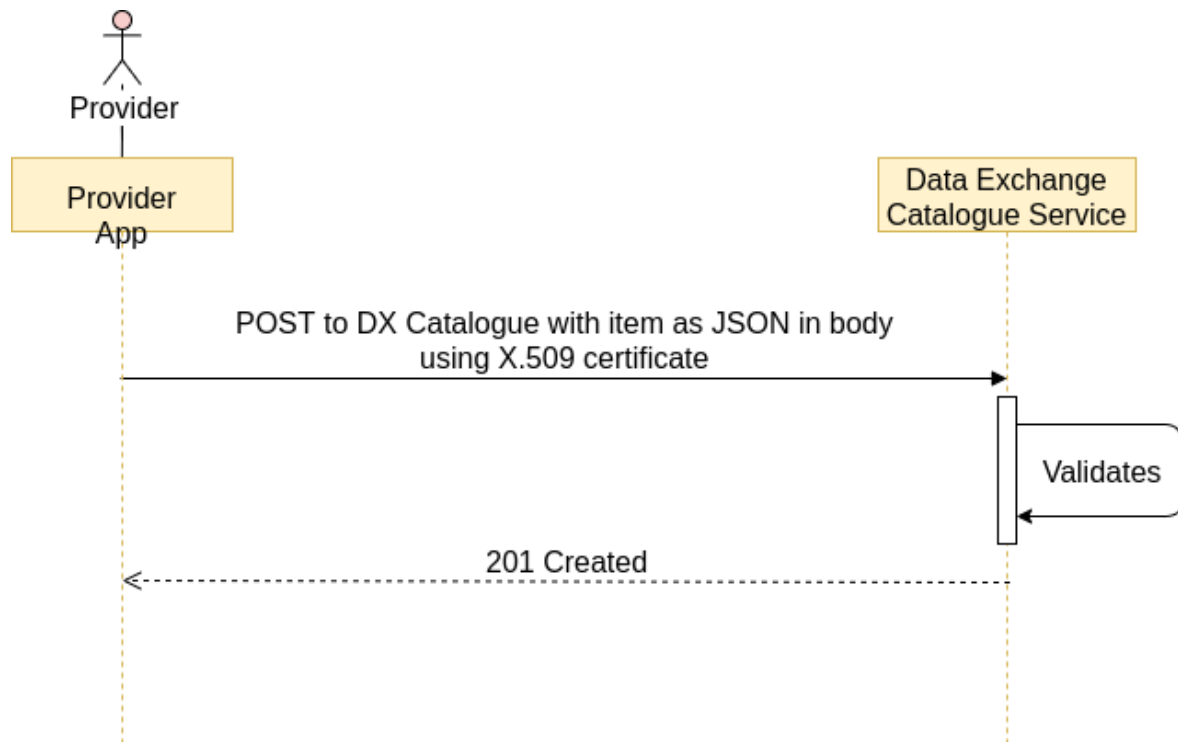 Provider
Provider
App
Data Exchange
Catalogue Service
POST to DX Catalogue with item as JSON in body
using X.509 certificate
Validates
201 Created